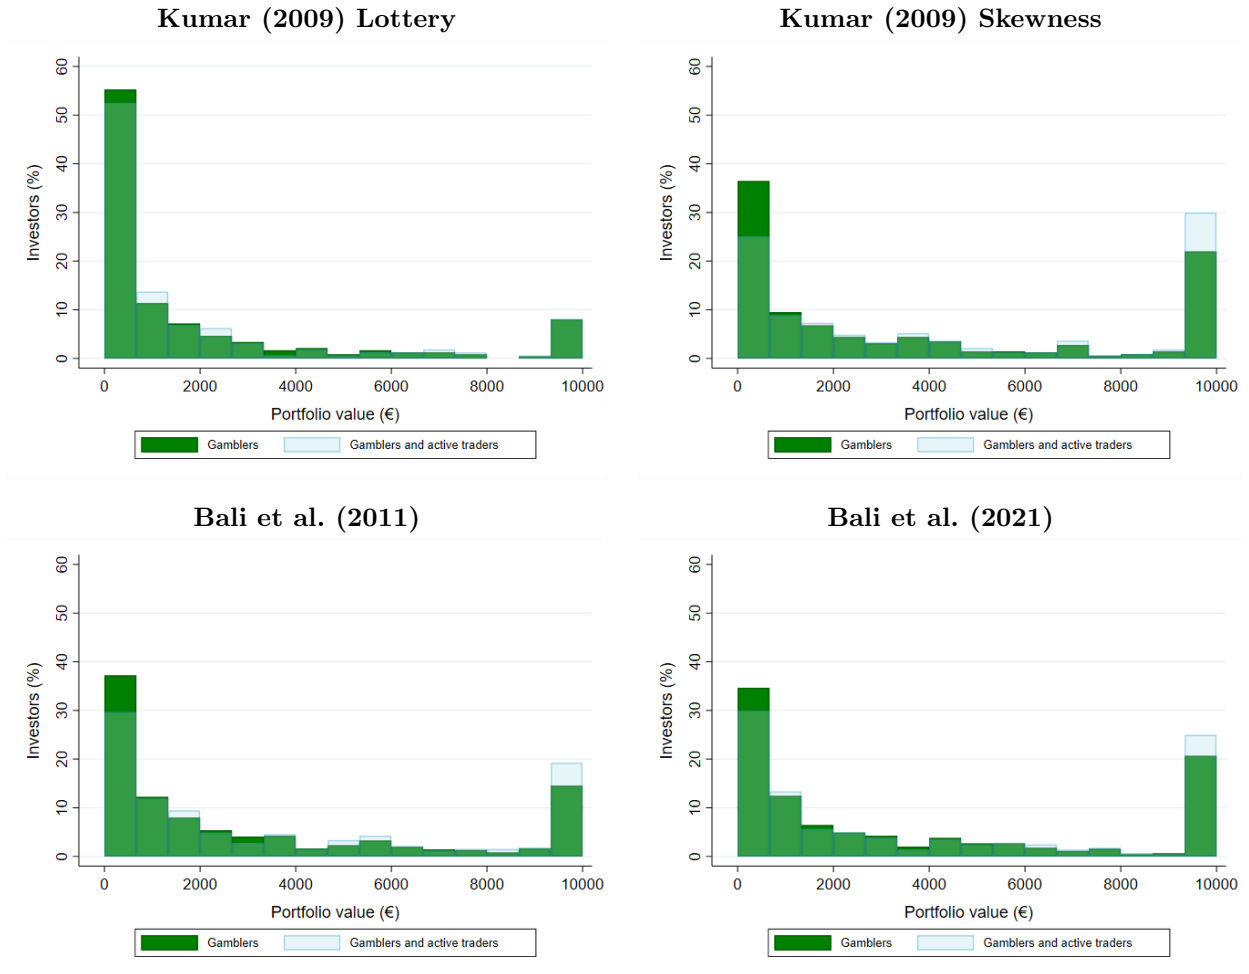 Kumar (2009) Lottery
Kumar (2009) Skewness
60
50
40
30
20
10
0
Investors (%)
0 2000 4000 6000 8000 10000
Portfolio value (€)
Gamblers Gamblers and active traders
60
50
40
30
20
10
0
Investors (%)
0 2000 4000 6000 8000 10000
Portfolio value (€)
Gamblers Gamblers and active traders
Bali et al. (2011)
Bali et al. (2021)
60
50
40
30
20
10
0
Investors (%)
0 2000 4000 6000 8000 10000
Portfolio value (€)
Gamblers Gamblers and active traders
60
50
40
30
20
10
0
Investors (%)
0 2000 4000 6000 8000 10000
Portfolio value (€)
Gamblers Gamblers and active traders